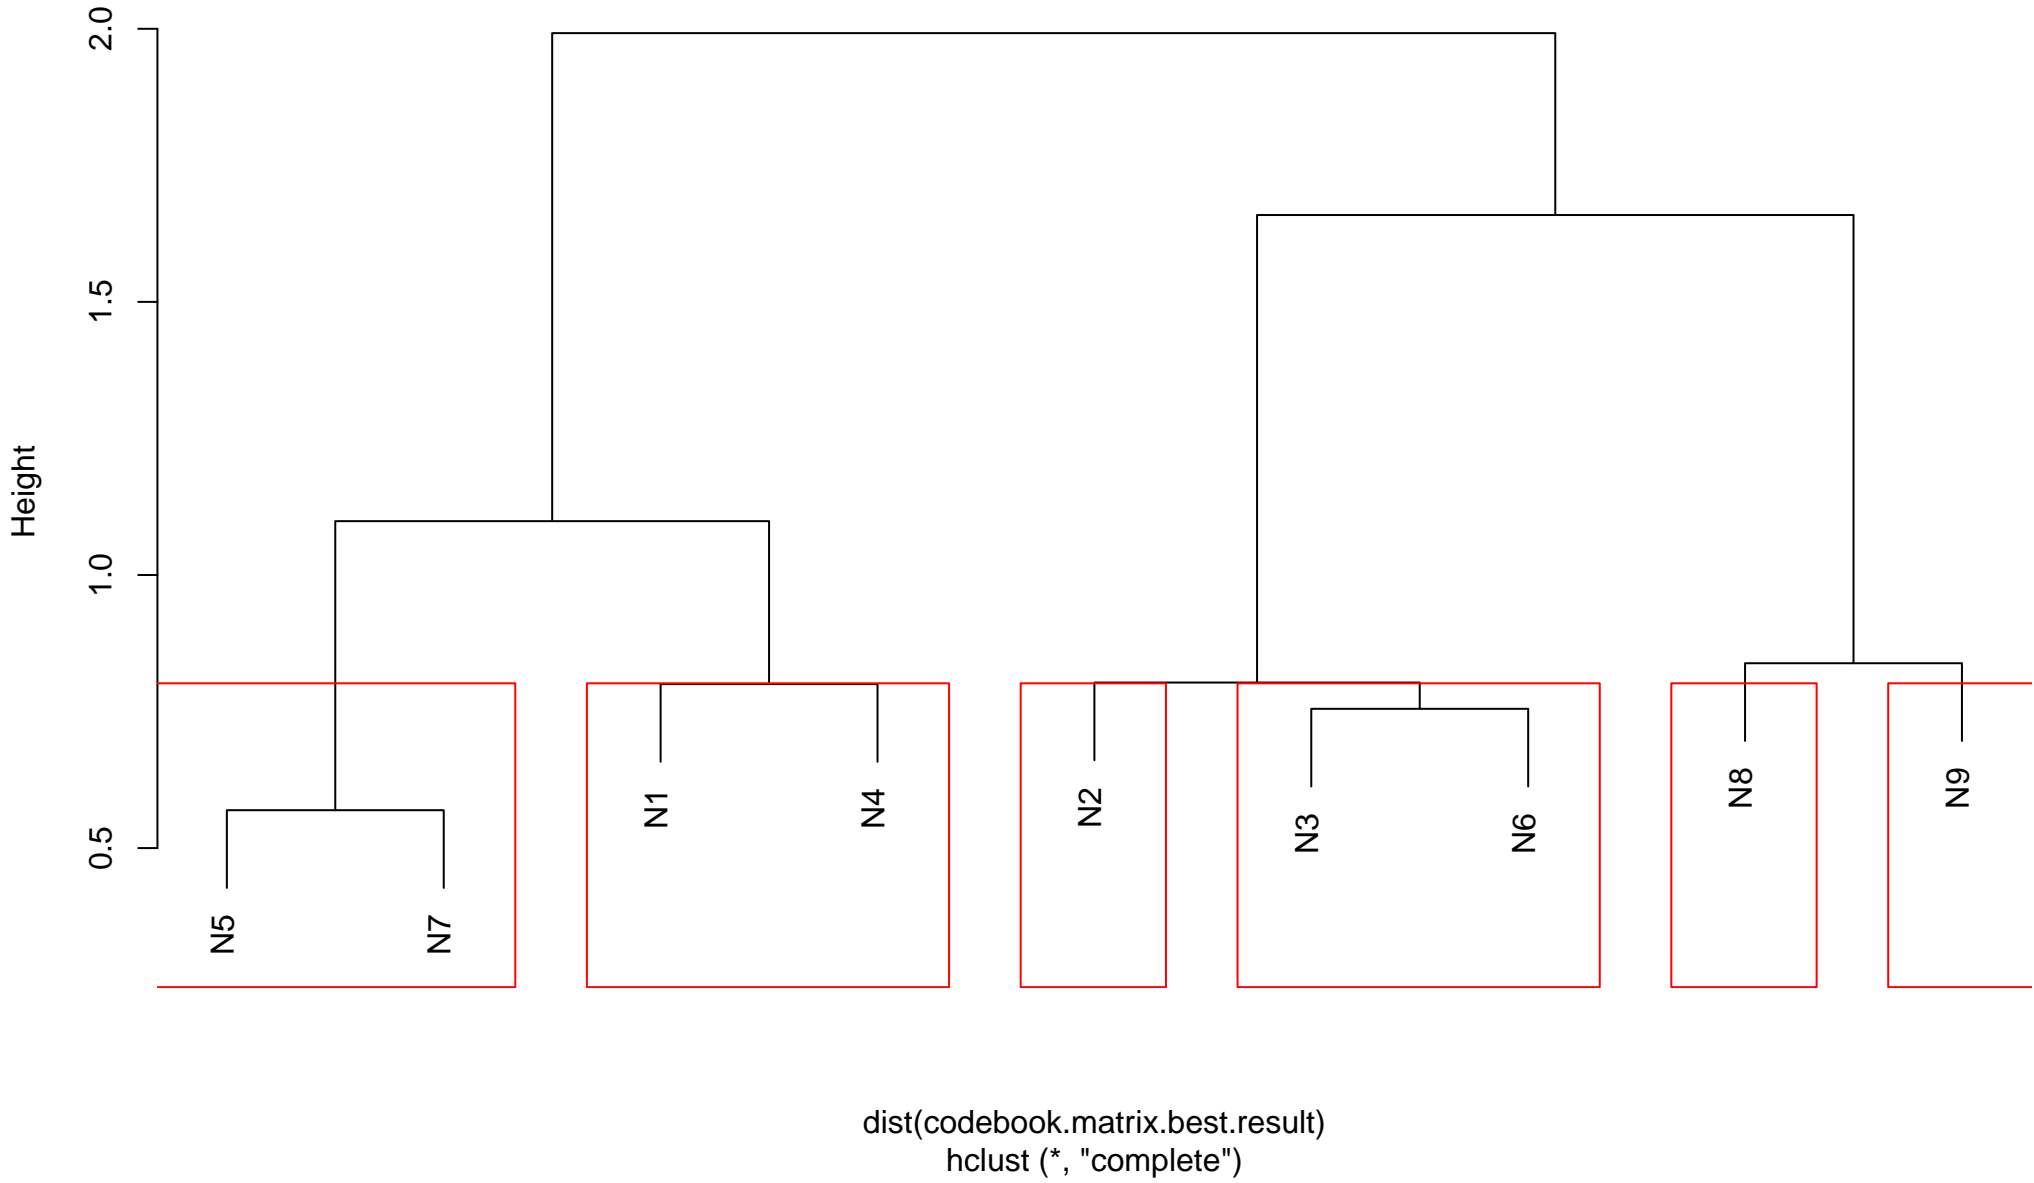 Height
2.0
1.5
1.0
0.5
N5
N7
N1
N4
N2
N3
N6
N8
N9
dist(codebook.matrix.best.result)
hclust (*, "complete")